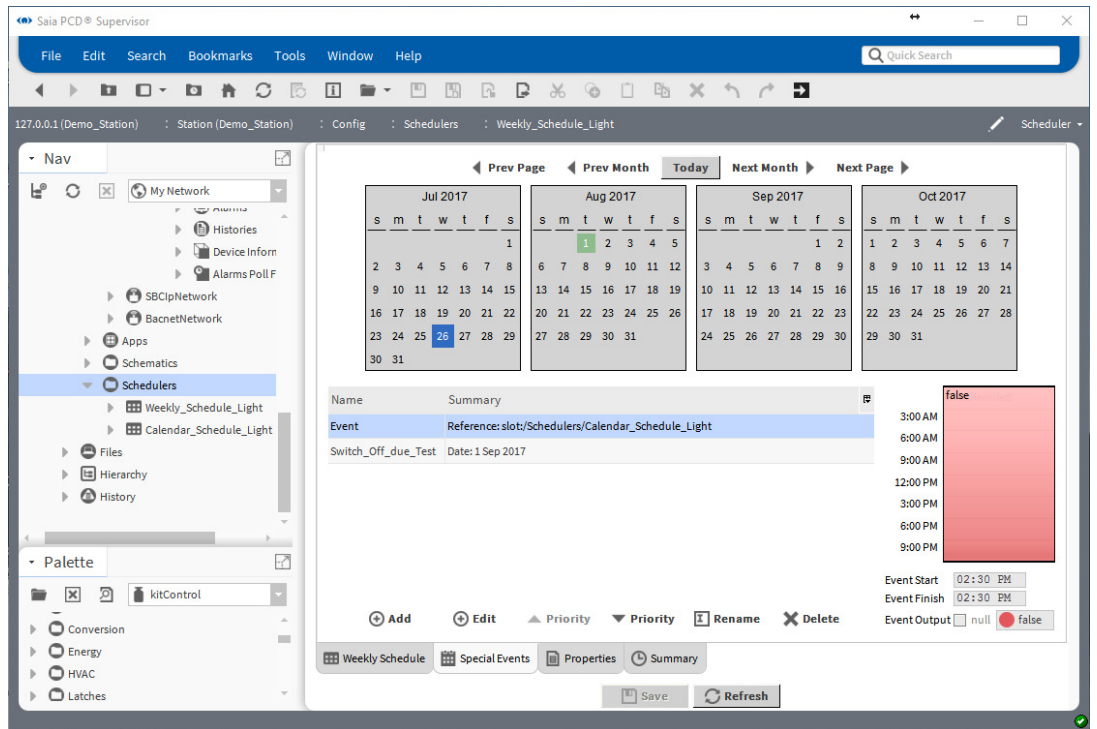 Saia PCD® Supervisor
File Edit Search Bookmarks Tools Window Help
Quick Search
127.0.0.1 (Demo_Station) : Station (Demo_Station) : Config : Schedulers : Weekly_Schedule_Light
Scheduler
Nav
My Network
Alarms
Histories
Device Inforn
Alarms Poll F
SBCIpNetwork
BacnetNetwork
Apps
Schematics
Schedulers
Weekly_Schedule_Light
Calendar_Schedule_Light
Files
Hierarchy
History
Palette
kitControl
Conversion
Energy
HVAC
Latches
Prev Page Prev Month Today Next Month Next Page
Jul 2017
s m t w t f s
1
2 3 4 5 6 7 8
9 10 11 12 13 14 15
16 17 18 19 20 21 22
23 24 25 26 27 28 29
30 31
Aug 2017
s m t w t f s
1 2 3 4 5
6 7 8 9 10 11 12
13 14 15 16 17 18 19
20 21 22 23 24 25 26
27 28 29 30 31
Sep 2017
s m t w t f s
1 2
3 4 5 6 7 8 9
10 11 12 13 14 15 16
17 18 19 20 21 22 23
24 25 26 27 28 29 30
Oct 2017
s m t w t f s
1 2 3 4 5 6 7
8 9 10 11 12 13 14
15 16 17 18 19 20 21
22 23 24 25 26 27 28
29 30 31
Name Summary
Event Reference: slot:/Schedulers/Calendar_Schedule_Light
Switch_Off_due_Test Date: 1 Sep 2017
false
3:00 AM
6:00 AM
9:00 AM
12:00 PM
3:00 PM
6:00 PM
9:00 PM
Event Start 02:30 PM
Event Finish 02:30 PM
Event Output null false
Add Edit Priority Priority Rename Delete
Weekly Schedule Special Events Properties Summary
Save Refresh